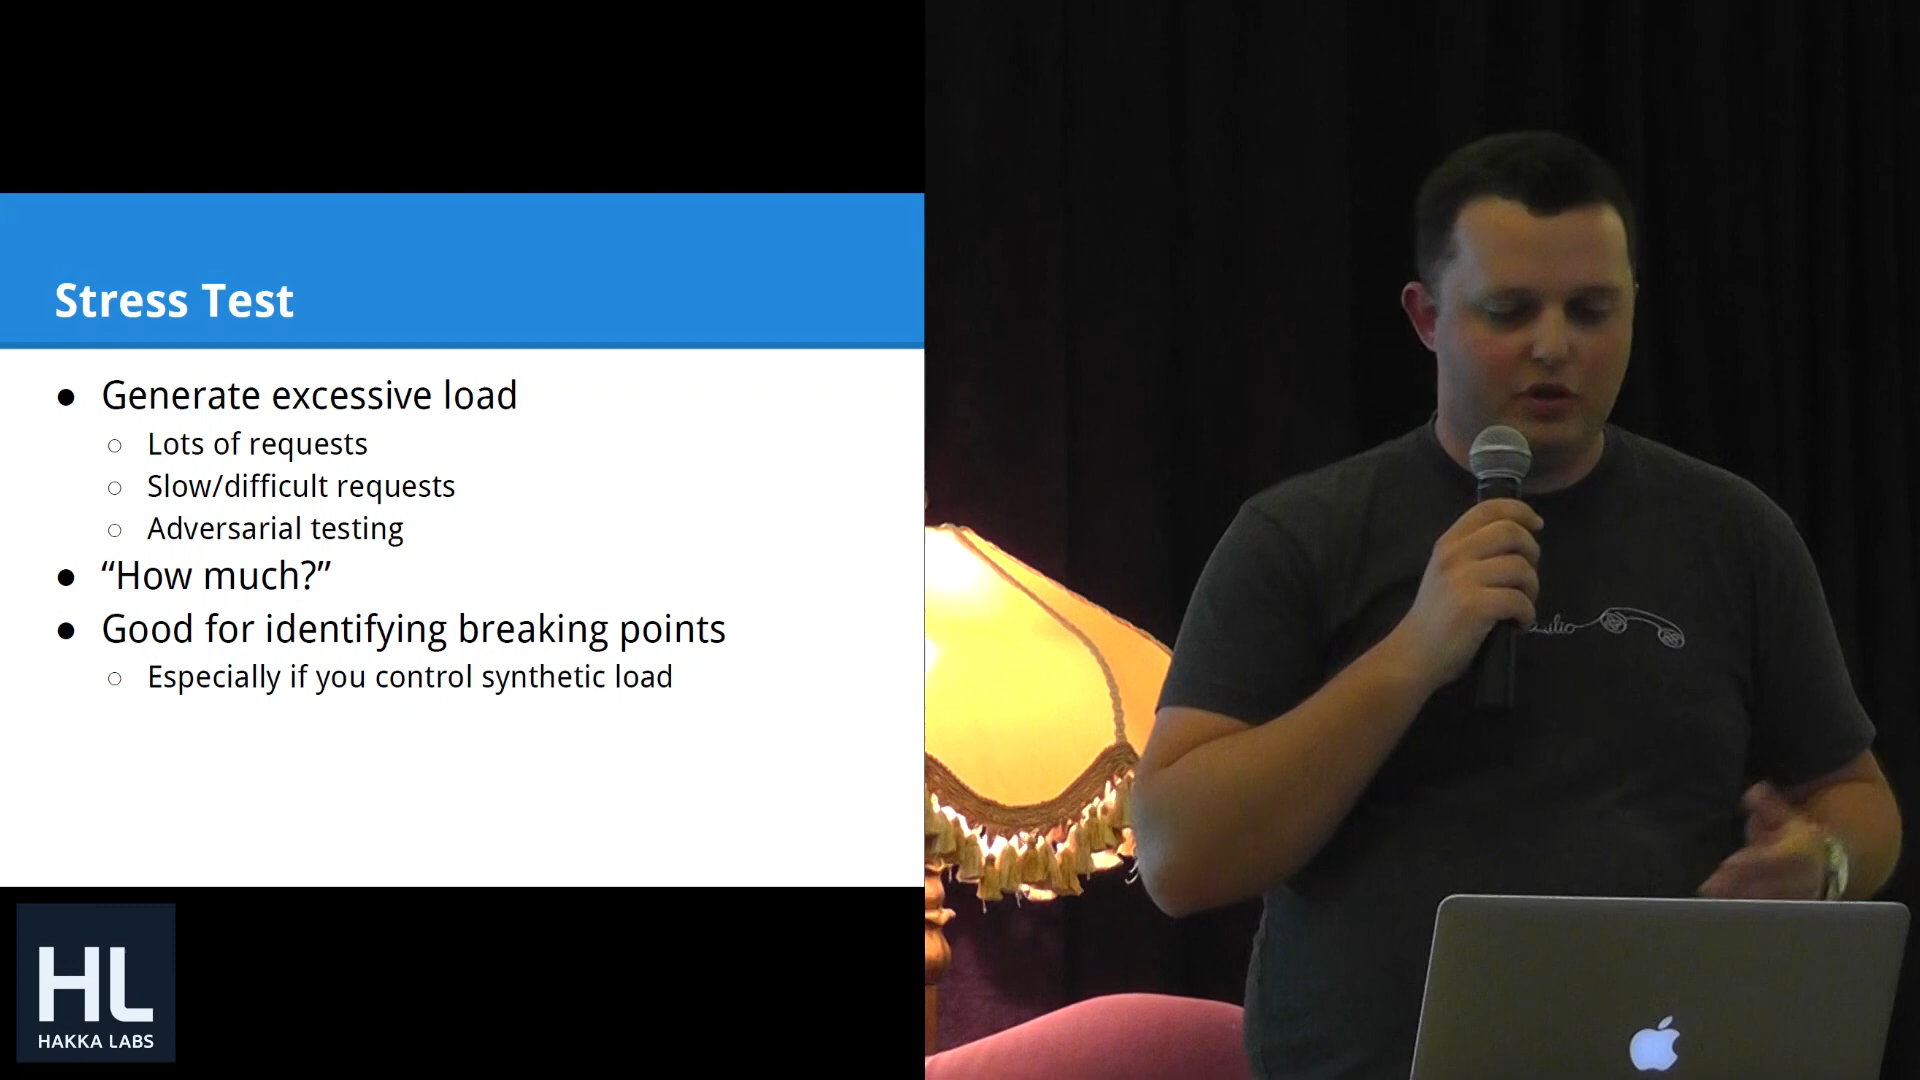 Stress Test
● Generate excessive load
○ Lots of requests
○ Slow/difficult requests
○ Adversarial testing
● “How much?”
● Good for identifying breaking points
○ Especially if you control synthetic load
HL
HAKKA LABS